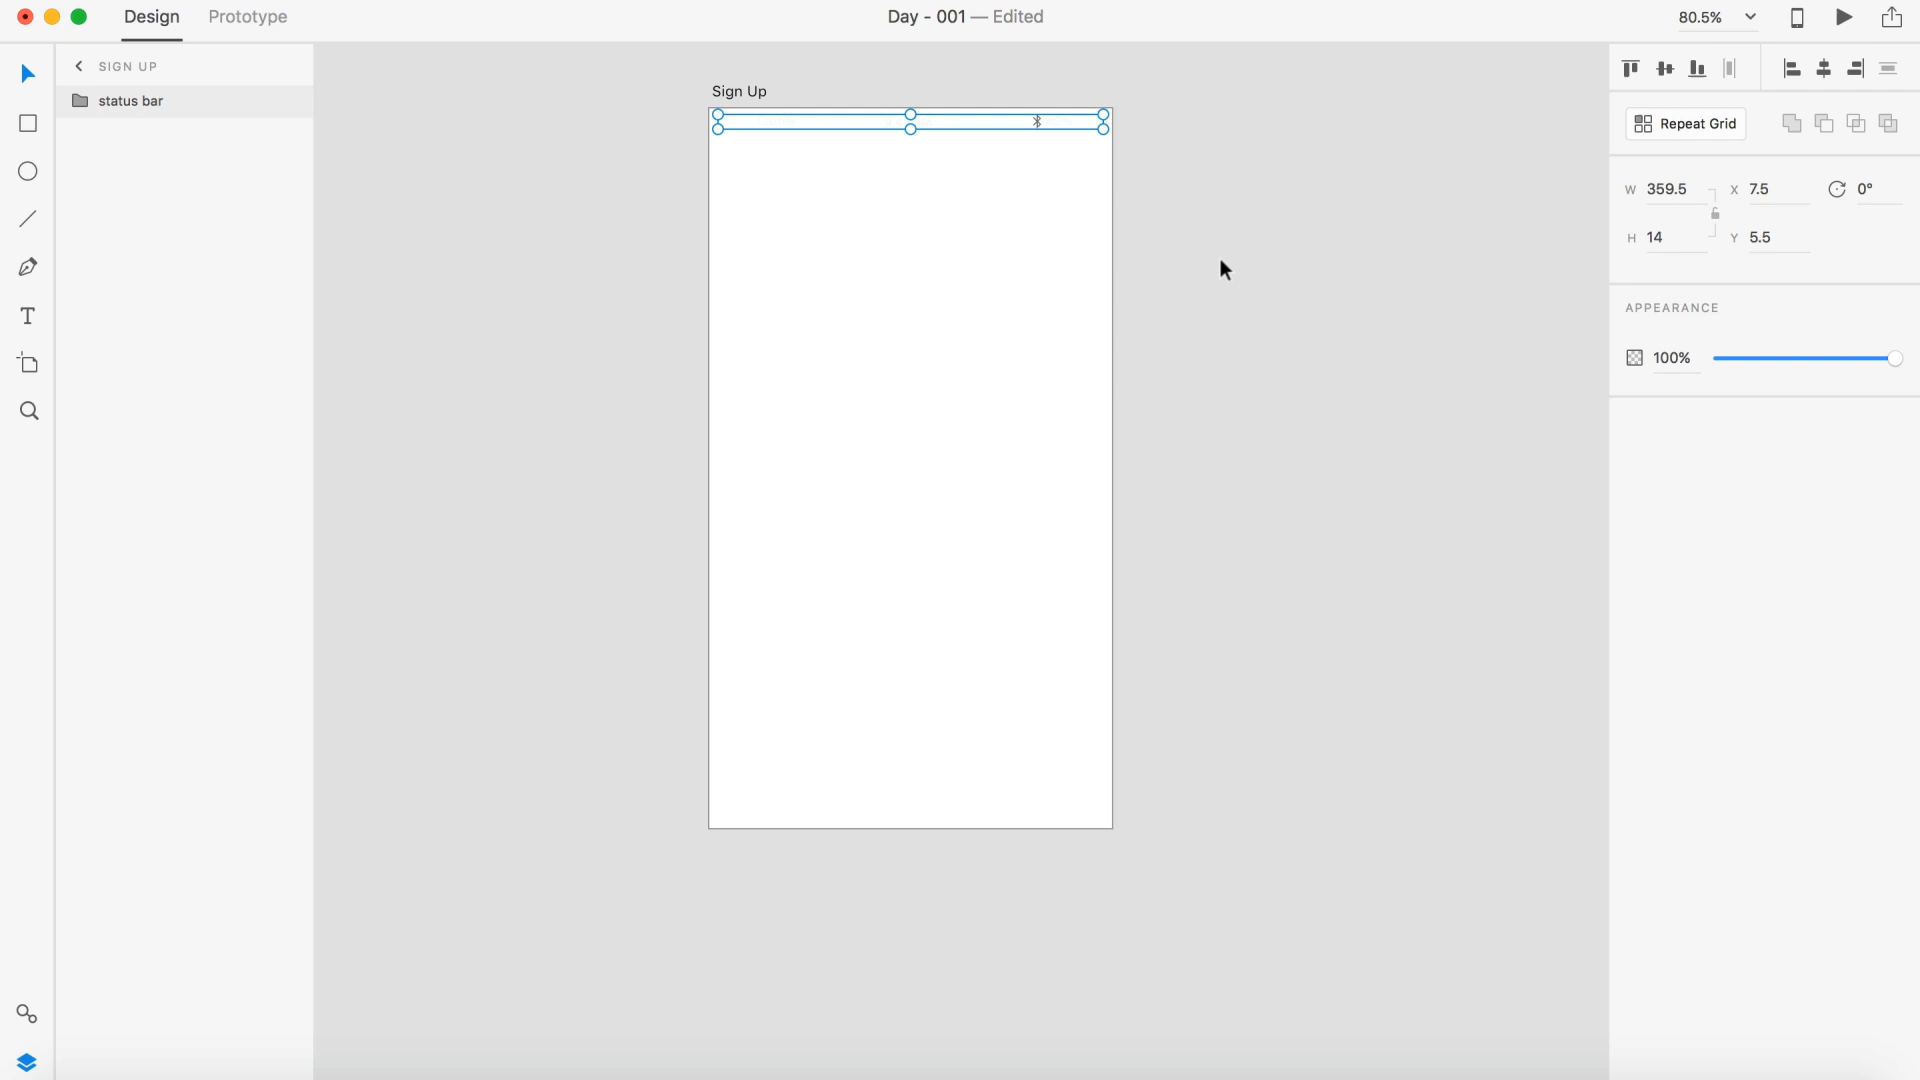 Design Prototype Day - 001 — Edited 80.5%
SIGN UP
status bar
Sign Up
Repeat Grid
W 359.5 X 7.5 0°
H 14 Y 5.5
APPEARANCE
100%